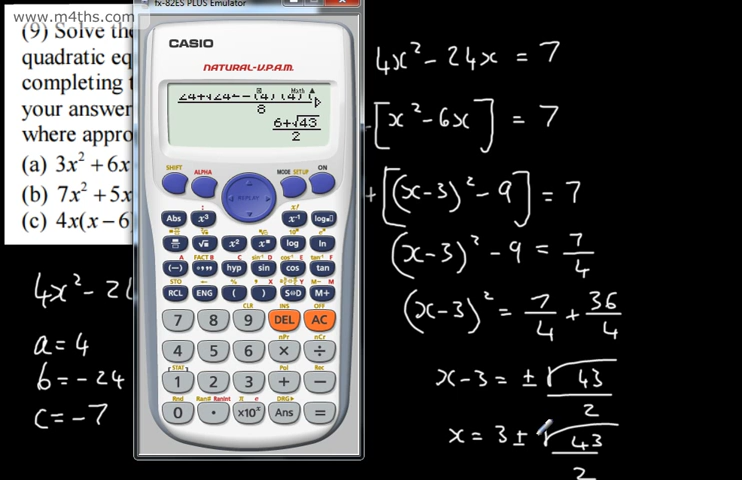 www.m4ths.com
fx-82ES PLUS Emulator
(9) Solve the
quadratic eq
completing t
your answer
where appro
(a) 3x² + 6x
(b) 7x² + 5x
(c) 4x(x − 6
4x² − 2
a = 4
b = −24
c = −7
CASIO
NATURAL-V.P.A.M.
Math
8
6+√43
2
SHIFT ALPHA REPLAY MODE SETUP ON
Abs x³ x⁻¹ log
√ x² log ln
(−) hyp sin cos tan
RCL ENG ( ) S⇔D M+
7 8 9 DEL AC
4 5 6 × ÷
1 2 3 + −
0 . ×10ˣ Ans =
4x² − 24x = 7
[x² − 6x] = 7
[(x − 3)² − 9] = 7
(x − 3)² − 9 = 7/4
(x − 3)² = 7/4 + 36/4
x − 3 = ± √43/2
x = 3 ± √43/2